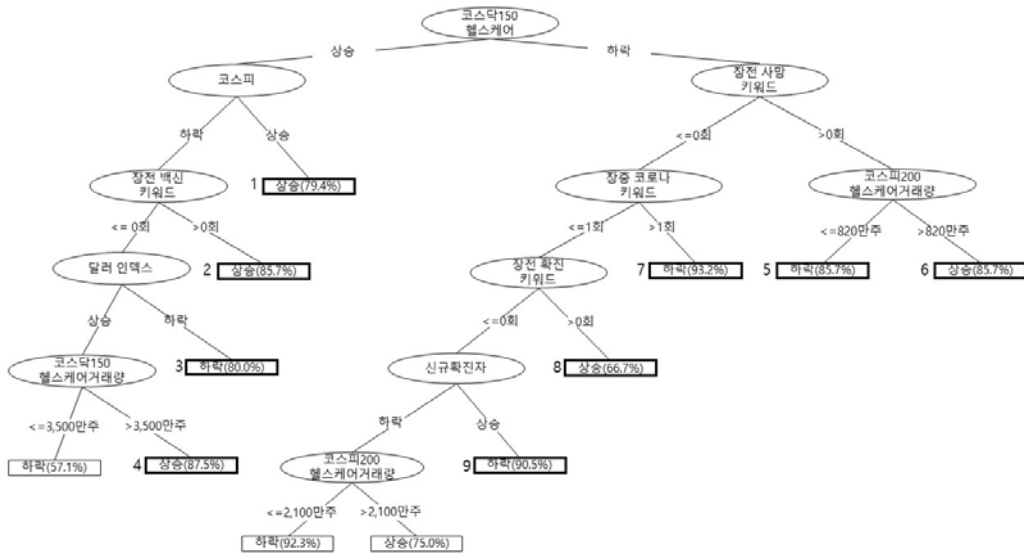 코스닥150
헬스케어
상승
하락
코스피
장전 사망
키워드
하락
상승
<=0회
>0회
장전 백신
키워드
1 상승(79.4%)
장중 코로나
키워드
코스피200
헬스케어거래량
<= 0회
>0회
<=1회
>1회
<=820만주
>820만주
달러 인덱스
2 상승(85.7%)
장전 확진
키워드
7 하락(93.2%)
5 하락(85.7%)
6 상승(85.7%)
상승
하락
<=0회
>0회
코스닥150
헬스케어거래량
3 하락(80.0%)
신규확진자
8 상승(66.7%)
<=3,500만주
>3,500만주
하락
상승
하락(57.1%)
4 상승(87.5%)
코스피200
헬스케어거래량
9 하락(90.5%)
<=2,100만주
>2,100만주
하락(92.3%)
상승(75.0%)